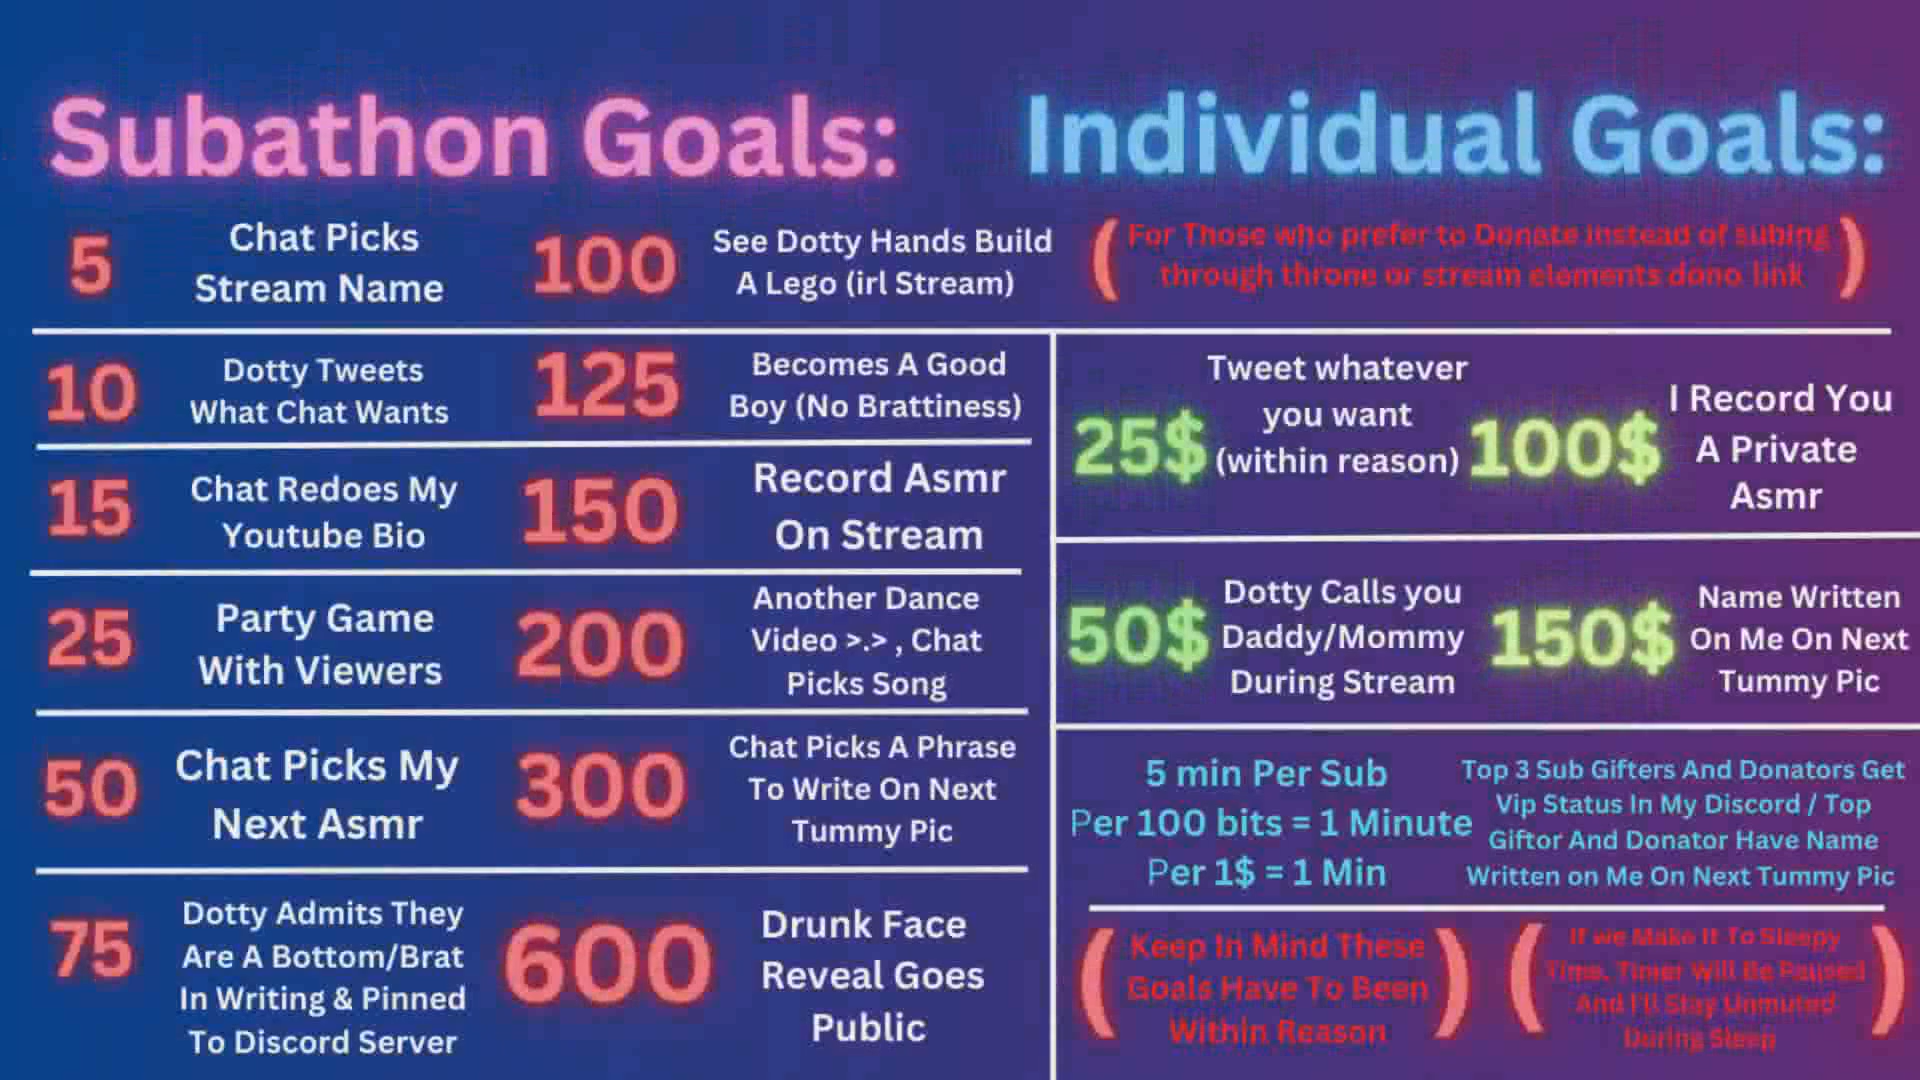 Subathon Goals:
5
Chat Picks
Stream Name
100
See Dotty Hands Build
A Lego (irl Stream)
10
Dotty Tweets
What Chat Wants
125
Becomes A Good
Boy (No Brattiness)
15
Chat Redoes My
Youtube Bio
150
Record Asmr
On Stream
25
Party Game
With Viewers
200
Another Dance
Video >.> , Chat
Picks Song
50
Chat Picks My
Next Asmr
300
Chat Picks A Phrase
To Write On Next
Tummy Pic
75
Dotty Admits They
Are A Bottom/Brat
In Writing & Pinned
To Discord Server
600
Drunk Face
Reveal Goes
Public
Individual Goals:
(For Those who prefer to Donate instead of subing
through throne or stream elements dono link)
25$
Tweet whatever
you want
(within reason)
100$
I Record You
A Private
Asmr
50$
Dotty Calls you
Daddy/Mommy
During Stream
150$
Name Written
On Me On Next
Tummy Pic
5 min Per Sub
Per 100 bits = 1 Minute
Per 1$ = 1 Min
Top 3 Sub Gifters And Donators Get
Vip Status In My Discord / Top
Giftor And Donator Have Name
Written on Me On Next Tummy Pic
(Keep In Mind These
Goals Have To Been
Within Reason)
(If we Make It To Sleepy
Time, Timer Will Be Paused
And I'll Stay Unmuted
During Sleep)